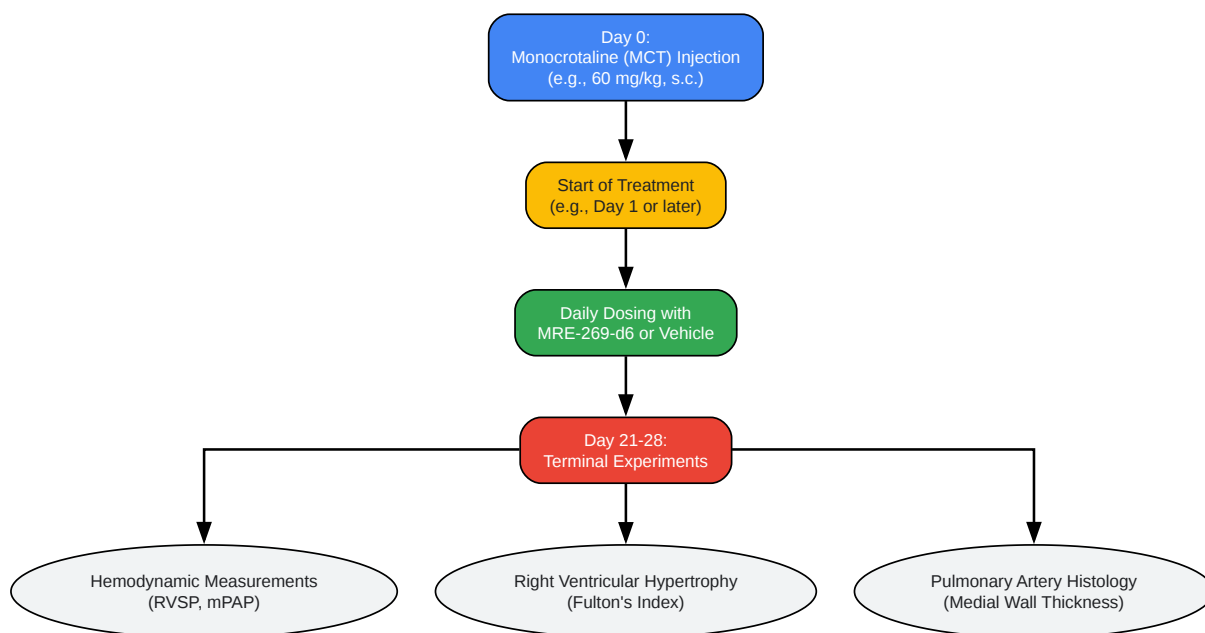 Day 0:
Monocrotaline (MCT) Injection
(e.g., 60 mg/kg, s.c.)
Start of Treatment
(e.g., Day 1 or later)
Daily Dosing with
MRE-269-d6 or Vehicle
Day 21-28:
Terminal Experiments
Hemodynamic Measurements
(RVSP, mPAP)
Right Ventricular Hypertrophy
(Fulton's Index)
Pulmonary Artery Histology
(Medial Wall Thickness)